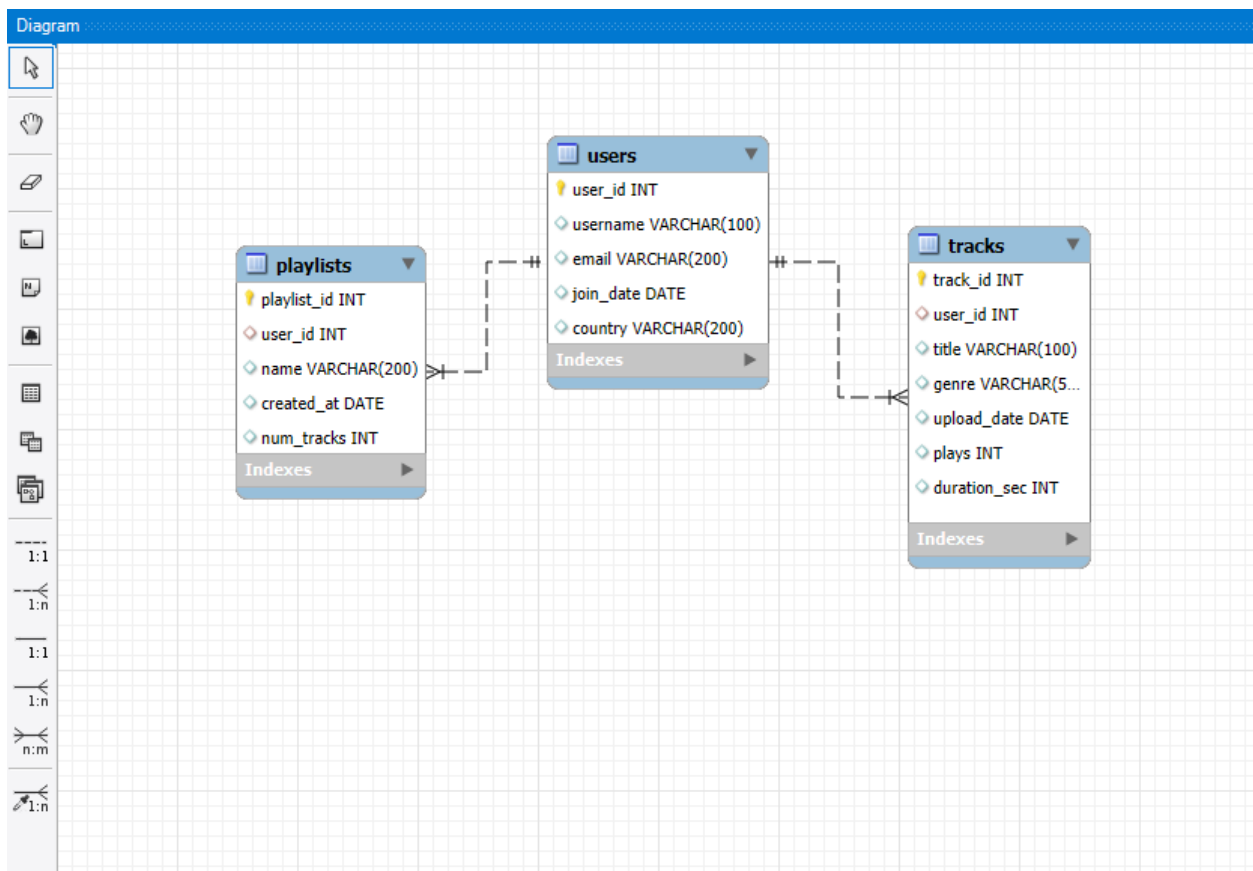 Diagram
users
user_id INT
username VARCHAR(100)
email VARCHAR(200)
join_date DATE
country VARCHAR(200)
Indexes
playlists
playlist_id INT
user_id INT
name VARCHAR(200)
created_at DATE
num_tracks INT
Indexes
tracks
track_id INT
user_id INT
title VARCHAR(100)
genre VARCHAR(5...
upload_date DATE
plays INT
duration_sec INT
Indexes
1:1
1:n
1:1
1:n
n:m
1:n